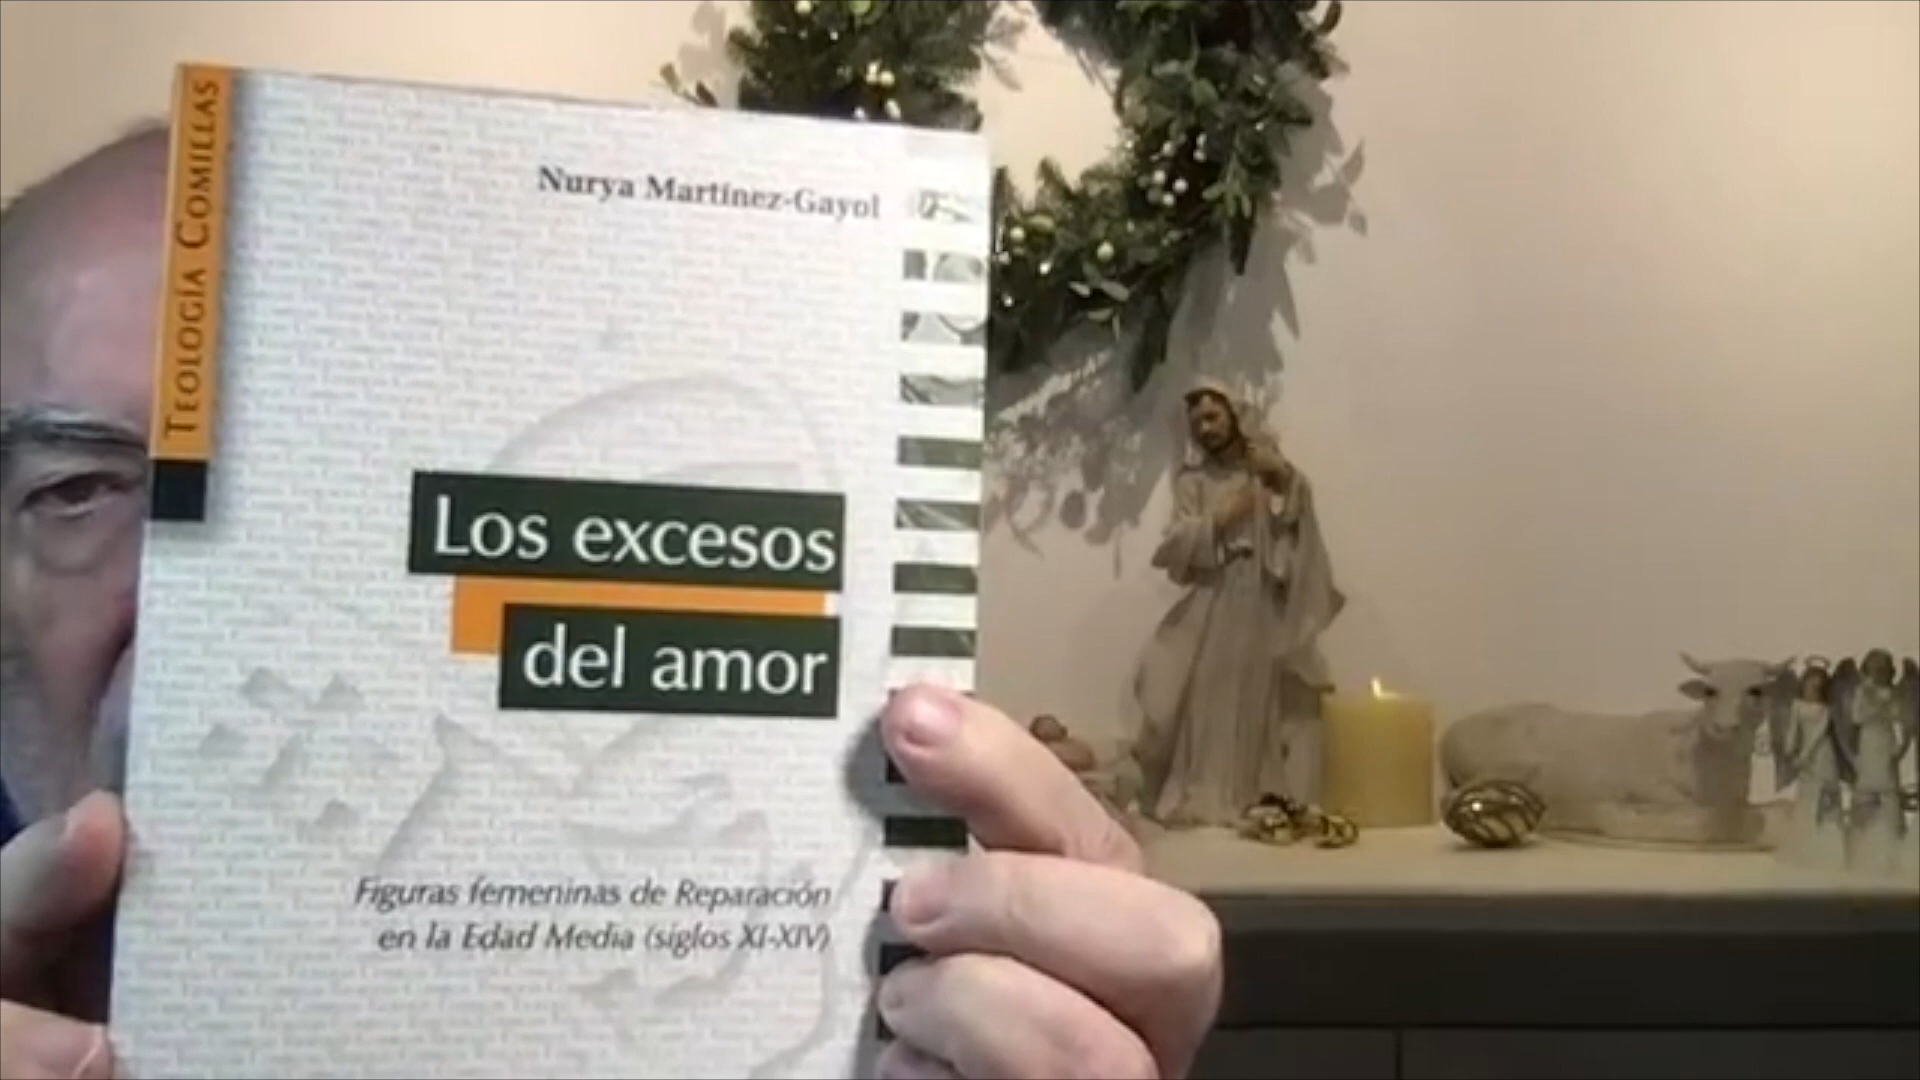 TEOLOGÍA COMILLAS
Nurya Martínez-Gayol
Los excesos
del amor
Figuras femeninas de Reparación
en la Edad Media (siglos XI-XIV)